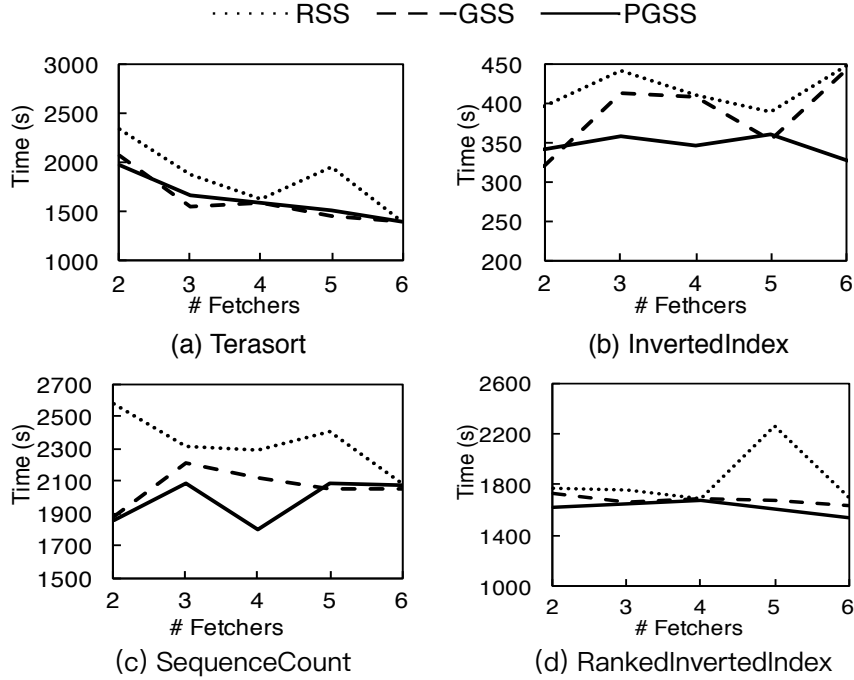 RSS GSS PGSS
3000
2500
2000
1500
1000
Time (s)
2 3 4 5 6
# Fetchers
(a) Terasort
450
400
350
300
250
200
Time (s)
2 3 4 5 6
# Fethcers
(b) InvertedIndex
2700
2500
2300
2100
1900
1700
1500
Time (s)
2 3 4 5 6
# Fetchers
(c) SequenceCount
2600
2200
1800
1400
1000
Time (s)
2 3 4 5 6
# Fetchers
(d) RankedInvertedIndex